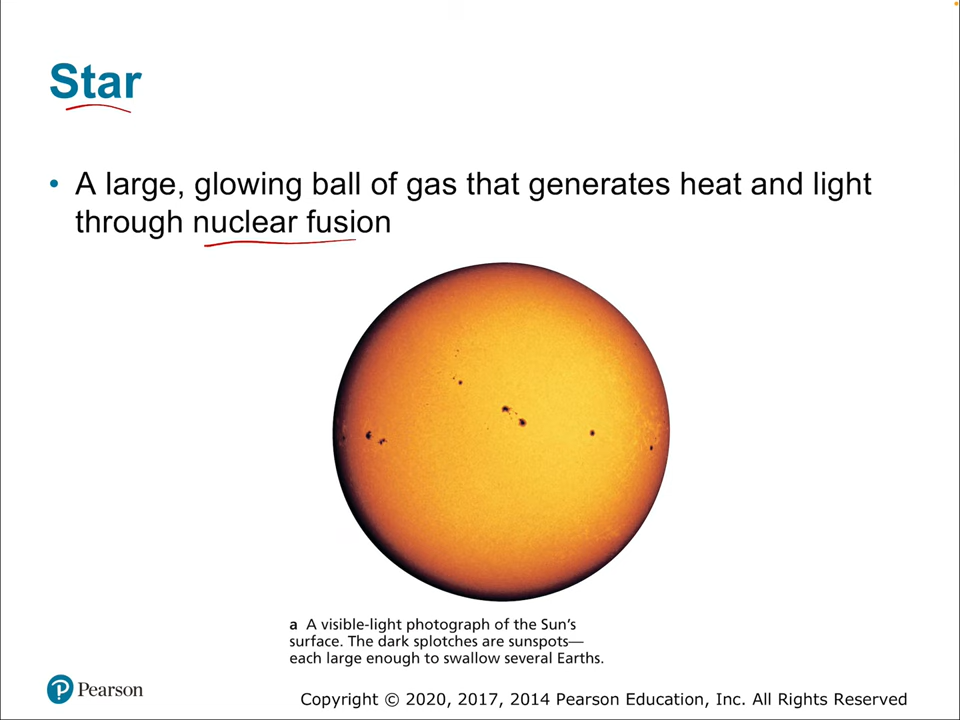 Star
• A large, glowing ball of gas that generates heat and light
through nuclear fusion
a A visible-light photograph of the Sun's
surface. The dark splotches are sunspots—
each large enough to swallow several Earths.
P Pearson
Copyright © 2020, 2017, 2014 Pearson Education, Inc. All Rights Reserved